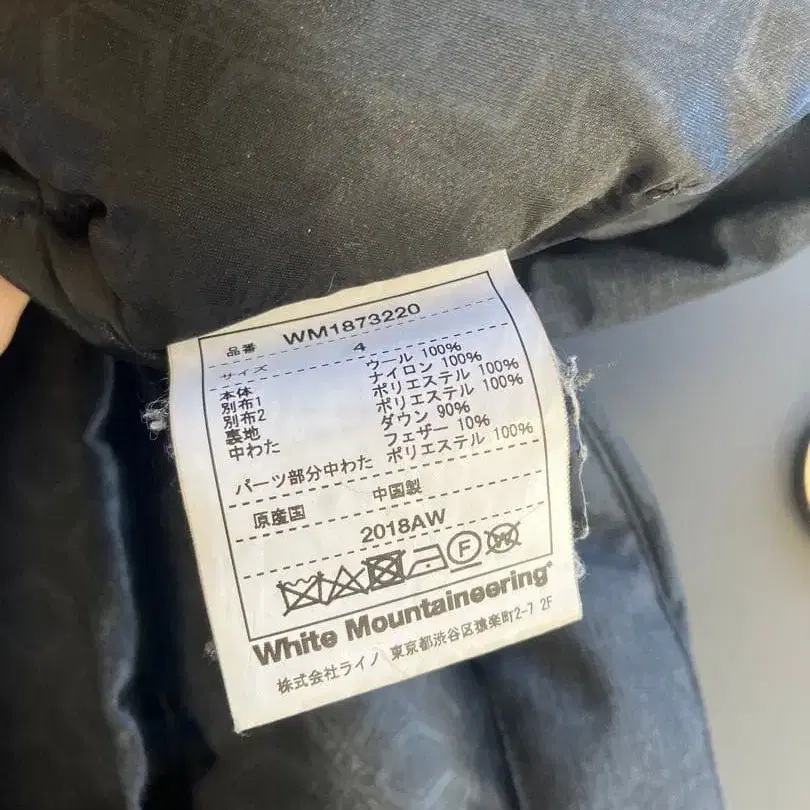 品番 WM1873220
サイズ 4
本体 ウール 100%
別布1 ナイロン 100%
別布2 ポリエステル 100%
裏地 ポリエステル 100%
中わた ダウン 90%
フェザー 10%
パーツ部分中わた ポリエステル 100%
原産国 中国製
2018AW
F W
White Mountaineering®
株式会社ライノ 東京都渋谷区猿楽町2-7 2F